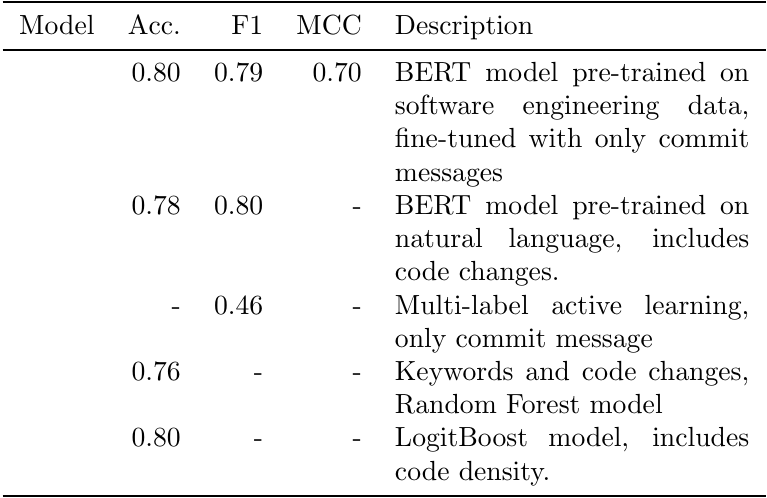 Model Acc. F1 MCC Description
0.80 0.79 0.70 BERT model pre-trained on
software engineering data,
fine-tuned with only commit
messages
0.78 0.80 - BERT model pre-trained on
natural language, includes
code changes.
- 0.46 - Multi-label active learning,
only commit message
0.76 - - Keywords and code changes,
Random Forest model
0.80 - - LogitBoost model, includes
code density.